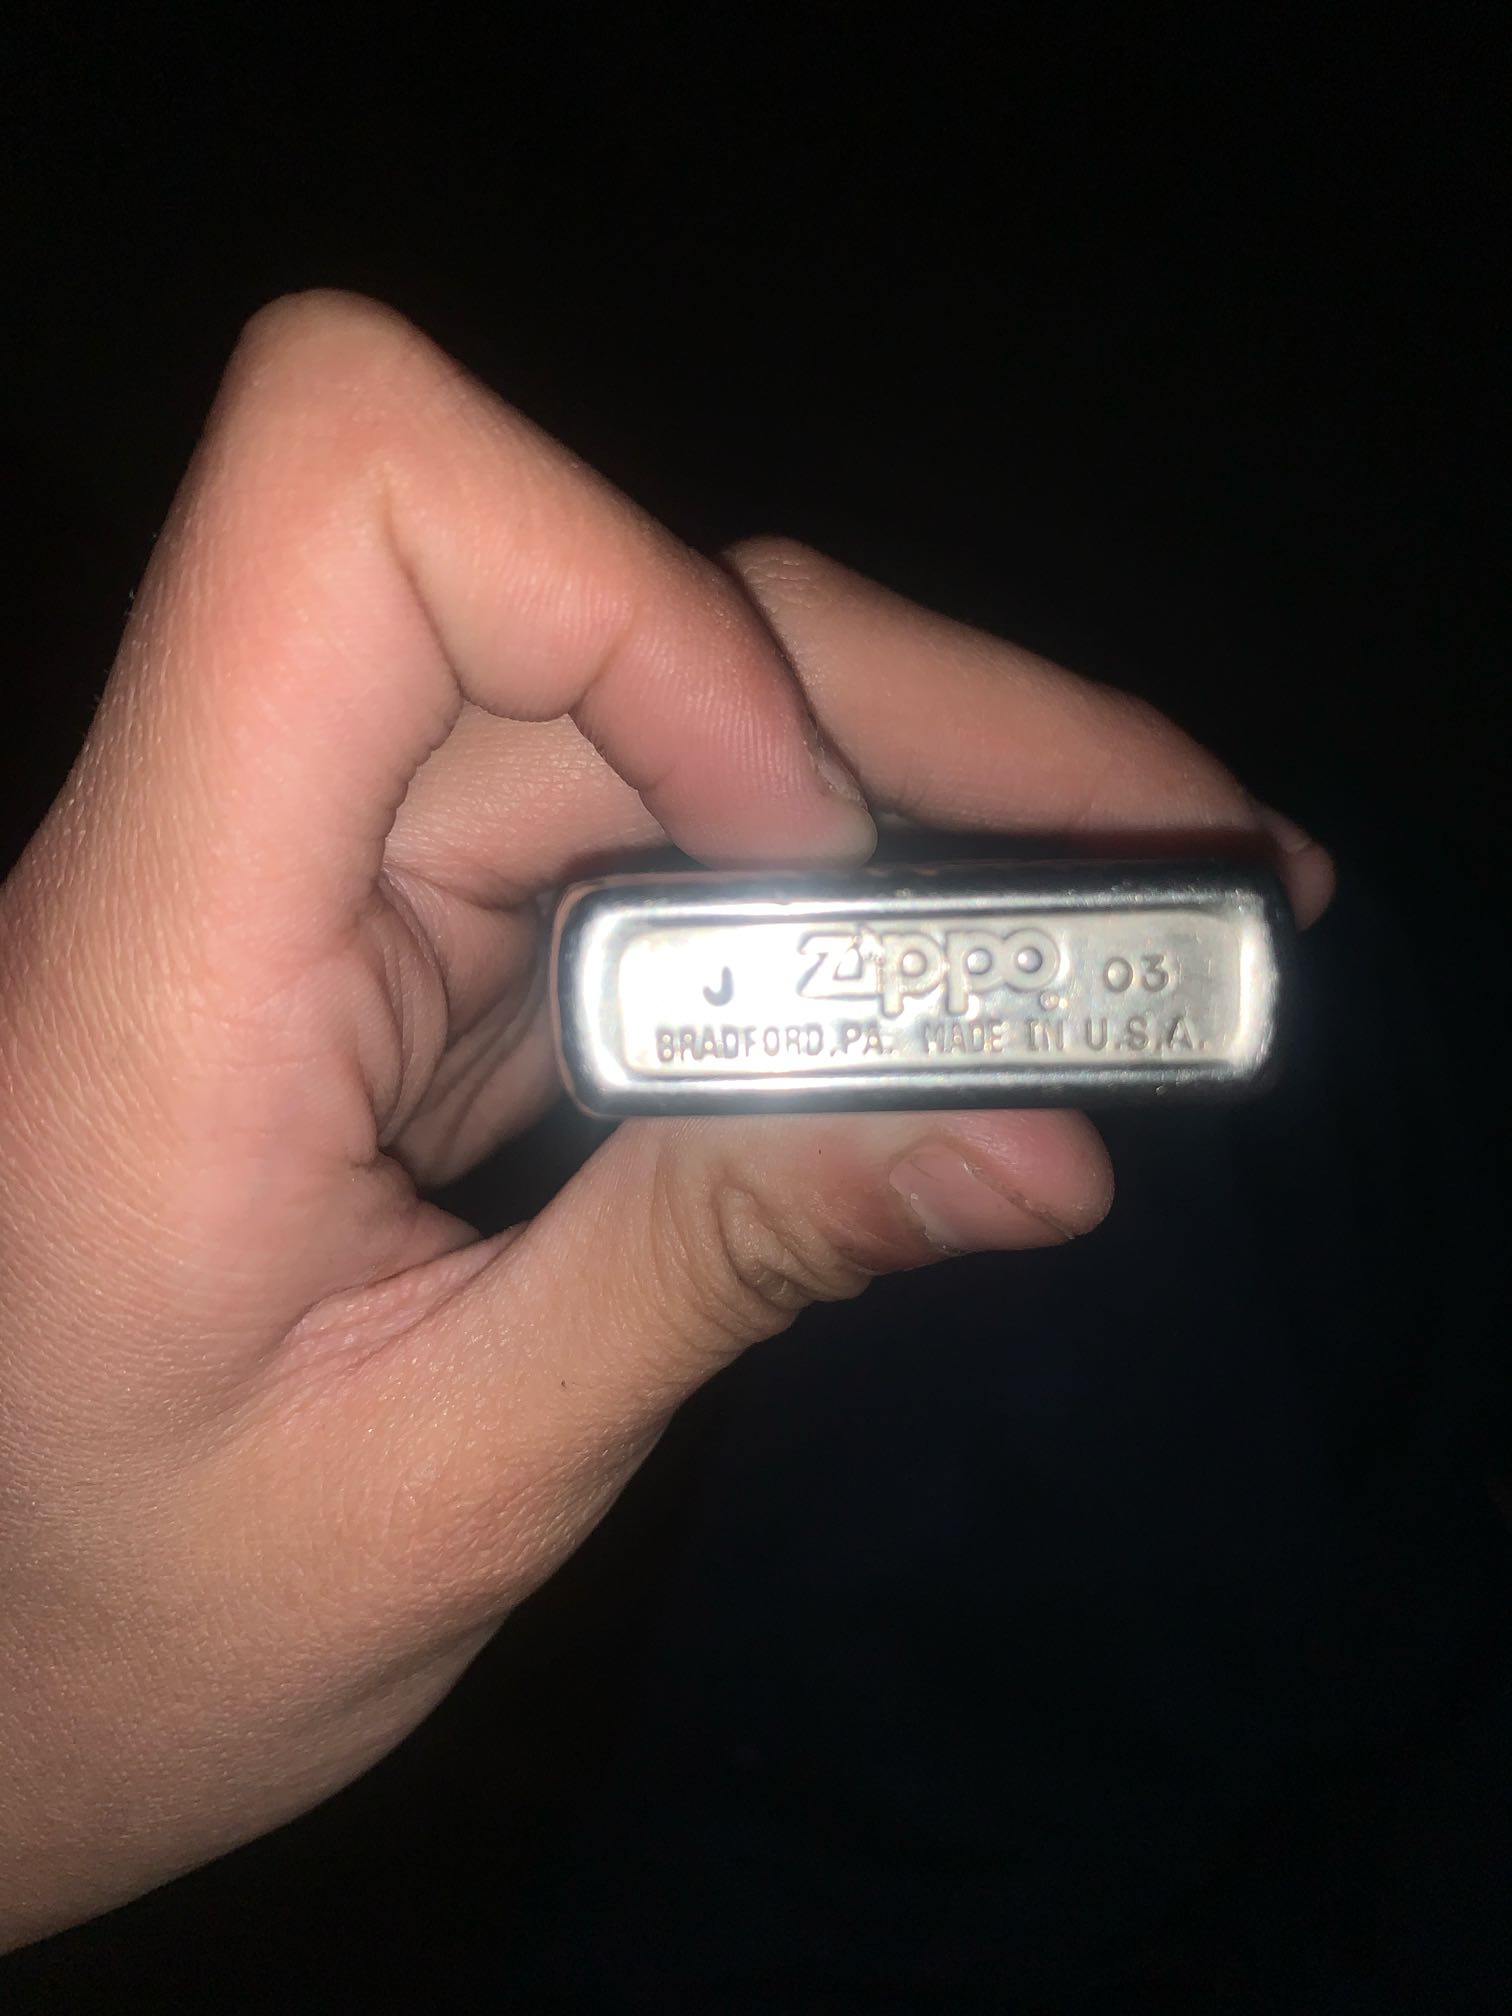 J Zippo 03
BRADFORD, PA. MADE IN U.S.A.